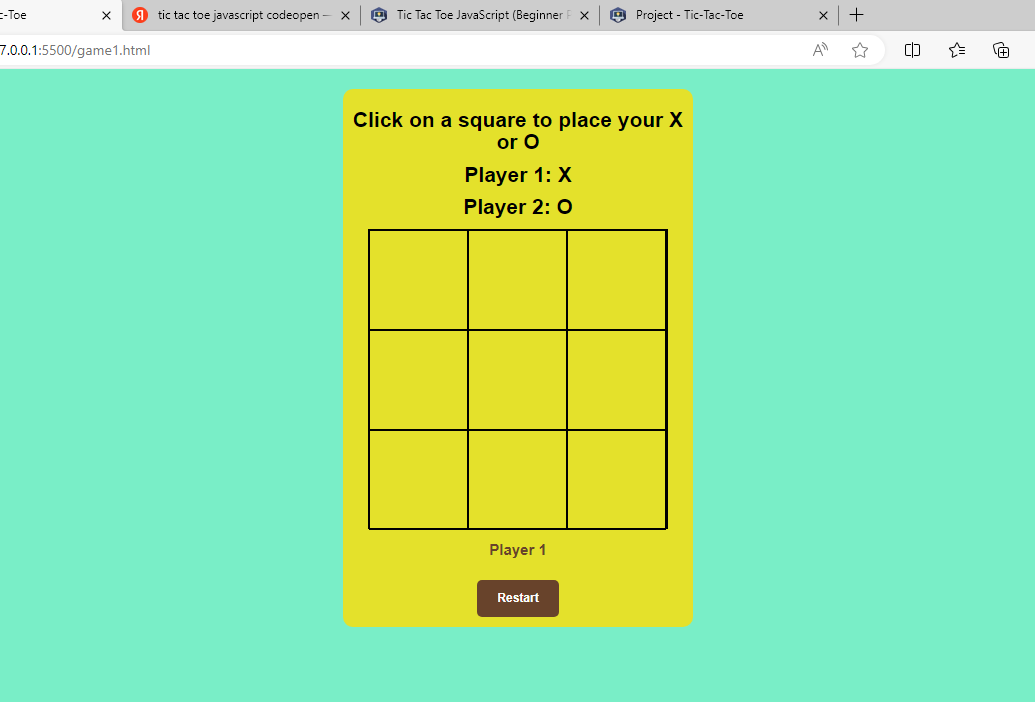 c-Toe
tic tac toe javascript codeopen —
Tic Tac Toe JavaScript (Beginner
Project - Tic-Tac-Toe
7.0.0.1:5500/game1.html
Click on a square to place your X
or O
Player 1: X
Player 2: O
Player 1
Restart